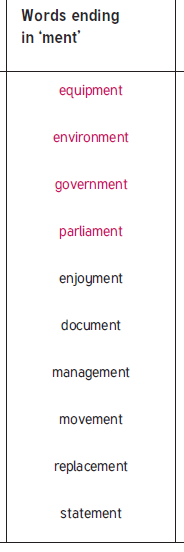 Words ending
in ‘ment’
equipment
environment
government
parliament
enjoyment
document
management
movement
replacement
statement